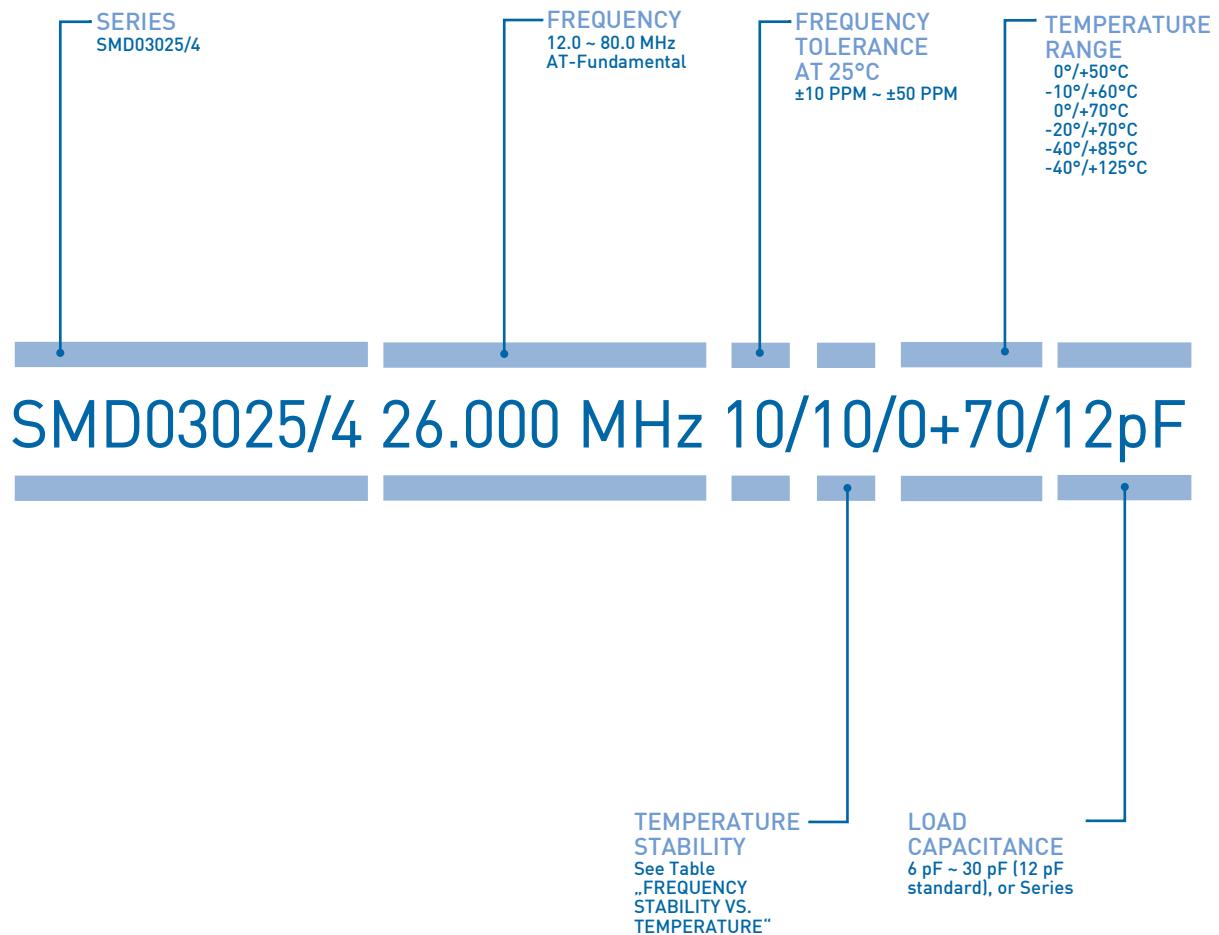 SERIES
SMD03025/4
FREQUENCY
12.0 ~ 80.0 MHz
AT-Fundamental
FREQUENCY
TOLERANCE
AT 25°C
±10 PPM ~ ±50 PPM
TEMPERATURE
RANGE
0°/+50°C
-10°/+60°C
0°/+70°C
-20°/+70°C
-40°/+85°C
-40°/+125°C
SMD03025/4 26.000 MHz 10/10/0+70/12pF
TEMPERATURE
STABILITY
See Table
„FREQUENCY
STABILITY VS.
TEMPERATURE“
LOAD
CAPACITANCE
6 pF ~ 30 pF (12 pF
standard), or Series